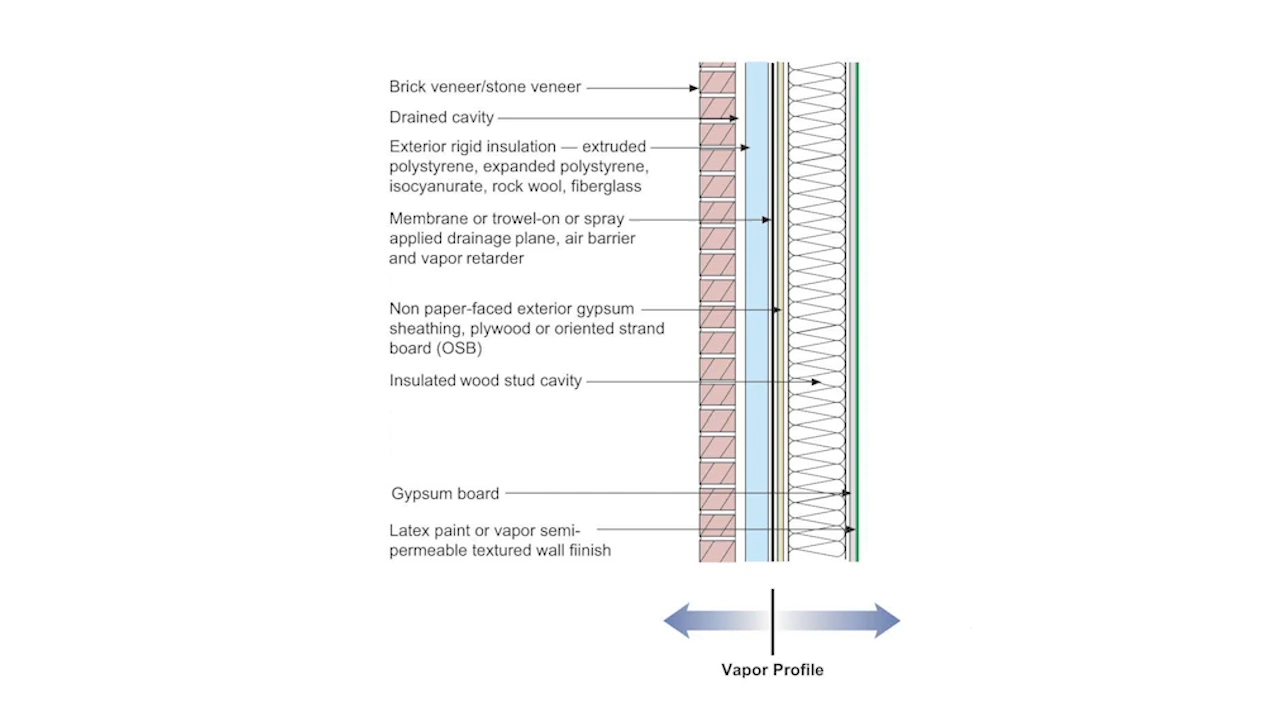 Brick veneer/stone veneer
Drained cavity
Exterior rigid insulation — extruded
polystyrene, expanded polystyrene,
isocyanurate, rock wool, fiberglass
Membrane or trowel-on or spray
applied drainage plane, air barrier
and vapor retarder
Non paper-faced exterior gypsum
sheathing, plywood or oriented strand
board (OSB)
Insulated wood stud cavity
Gypsum board
Latex paint or vapor semi-
permeable textured wall fiinish
Vapor Profile